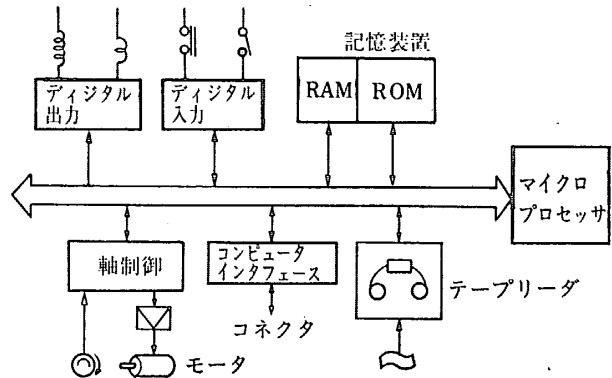 記憶装置
ディジタル
出力
ディジタル
入力
RAM
ROM
マイクロ
プロセッサ
軸制御
コンピュータ
インタフェース
テープリーダ
コネクタ
モータ